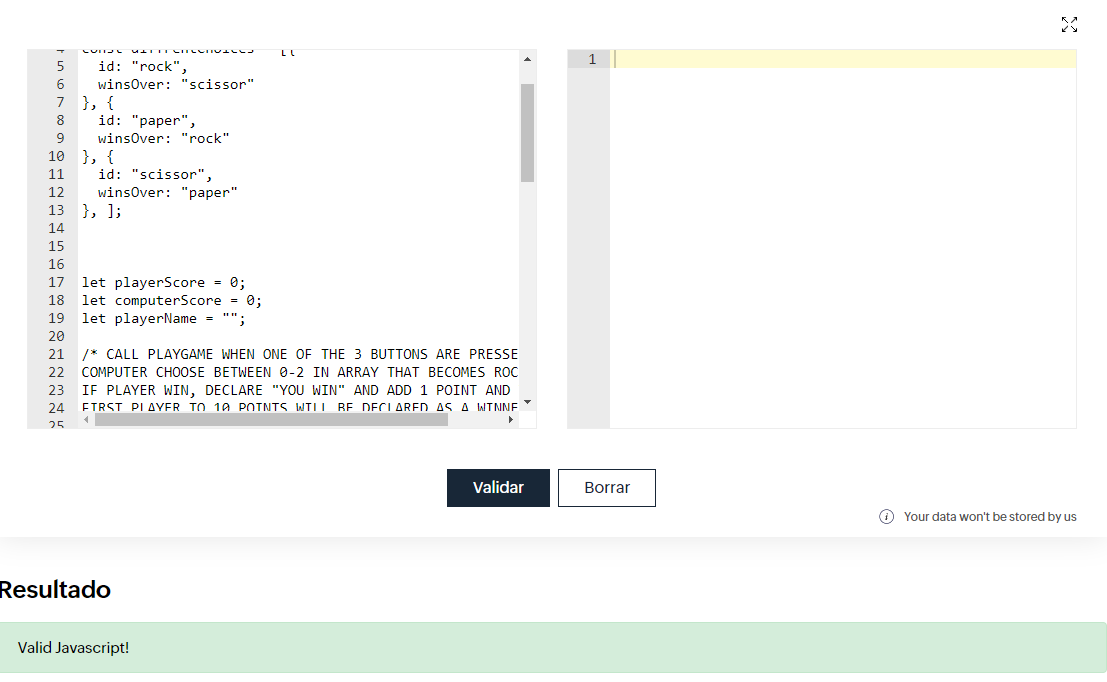 4
5 id: "rock",
6 winsOver: "scissor"
7 }, {
8 id: "paper",
9 winsOver: "rock"
10 }, {
11 id: "scissor",
12 winsOver: "paper"
13 }, ];
14
15
16
17 let playerScore = 0;
18 let computerScore = 0;
19 let playerName = "";
20
21 /* CALL PLAYGAME WHEN ONE OF THE 3 BUTTONS ARE PRESSE
22 COMPUTER CHOOSE BETWEEN 0-2 IN ARRAY THAT BECOMES ROC
23 IF PLAYER WIN, DECLARE "YOU WIN" AND ADD 1 POINT AND
24 FIRST PLAYER TO 10 POINTS WILL BE DECLARED AS A WINNE
25
1
Validar
Borrar
Your data won't be stored by us
Resultado
Valid Javascript!